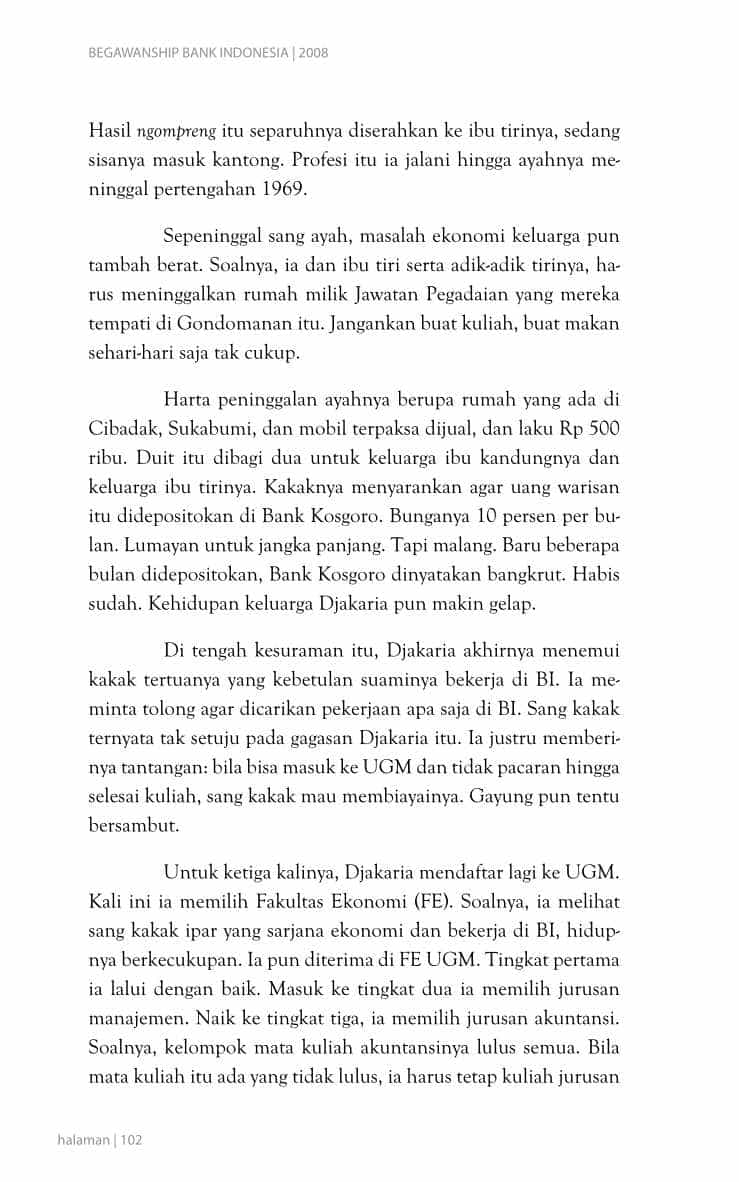 BEGAWANSHIP BANK INDONESIA | 2008
Hasil ngompreng itu separuhnya diserahkan ke ibu tirinya, sedang
sisanya masuk kantong. Profesi itu ia jalani hingga ayahnya me-
ninggal pertengahan 1969.
Sepeninggal sang ayah, masalah ekonomi keluarga pun
tambah berat. Soalnya, ia dan ibu tiri serta adik-adik tirinya, ha-
rus meninggalkan rumah milik Jawatan Pegadaian yang mereka
tempati di Gondomanan itu. Jangankan buat kuliah, buat makan
sehari-hari saja tak cukup.
Harta peninggalan ayahnya berupa rumah yang ada di
Cibadak, Sukabumi, dan mobil terpaksa dijual, dan laku Rp 500
ribu. Duit itu dibagi dua untuk keluarga ibu kandungnya dan
keluarga ibu tirinya. Kakaknya menyarankan agar uang warisan
itu didepositokan di Bank Kosgoro. Bunganya 10 persen per bu-
lan. Lumayan untuk jangka panjang. Tapi malang. Baru beberapa
bulan didepositokan, Bank Kosgoro dinyatakan bangkrut. Habis
sudah. Kehidupan keluarga Djakaria pun makin gelap.
Di tengah kesuraman itu, Djakaria akhirnya menemui
kakak tertuanya yang kebetulan suaminya bekerja di BI. Ia me-
minta tolong agar dicarikan pekerjaan apa saja di BI. Sang kakak
ternyata tak setuju pada gagasan Djakaria itu. Ia justru memberi-
nya tantangan: bila bisa masuk ke UGM dan tidak pacaran hingga
selesai kuliah, sang kakak mau membiayainya. Gayung pun tentu
bersambut.
Untuk ketiga kalinya, Djakaria mendaftar lagi ke UGM.
Kali ini ia memilih Fakultas Ekonomi (FE). Soalnya, ia melihat
sang kakak ipar yang sarjana ekonomi dan bekerja di BI, hidup-
nya berkecukupan. Ia pun diterima di FE UGM. Tingkat pertama
ia lalui dengan baik. Masuk ke tingkat dua ia memilih jurusan
manajemen. Naik ke tingkat tiga, ia memilih jurusan akuntansi.
Soalnya, kelompok mata kuliah akuntansinya lulus semua. Bila
mata kuliah itu ada yang tidak lulus, ia harus tetap kuliah jurusan
halaman | 102